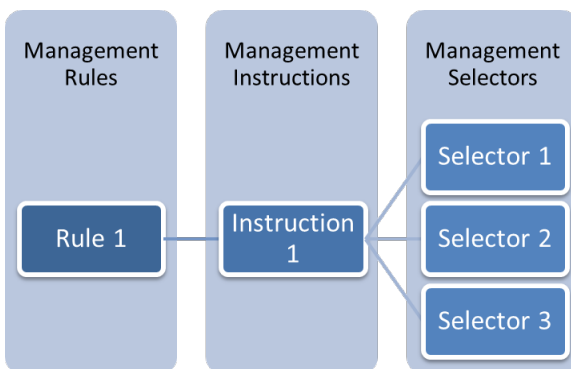 Management
Rules
Management
Instructions
Management
Selectors
Rule 1
Instruction
1
Selector 1
Selector 2
Selector 3